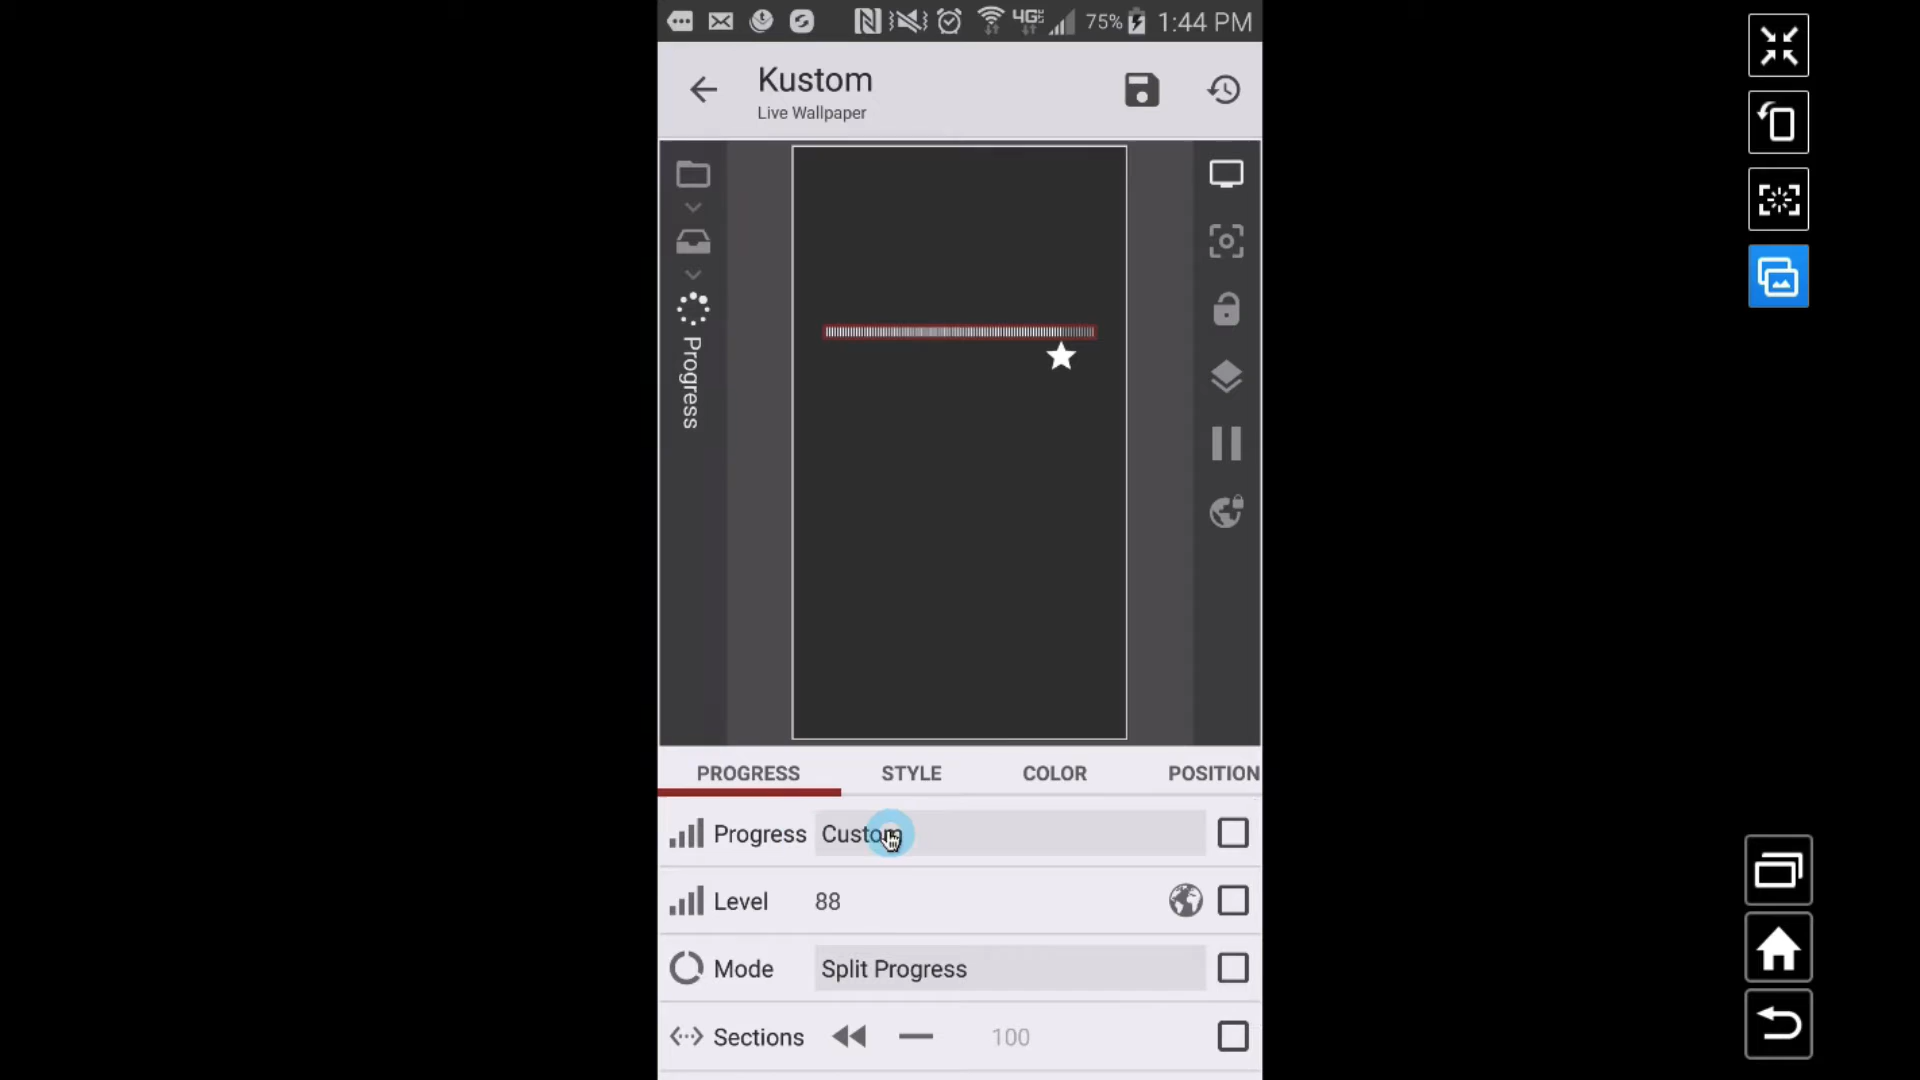 75% 1:44 PM
4G
Kustom
Live Wallpaper
Progress
PROGRESS STYLE COLOR POSITION
Progress Custom
Level 88
Mode Split Progress
Sections 100